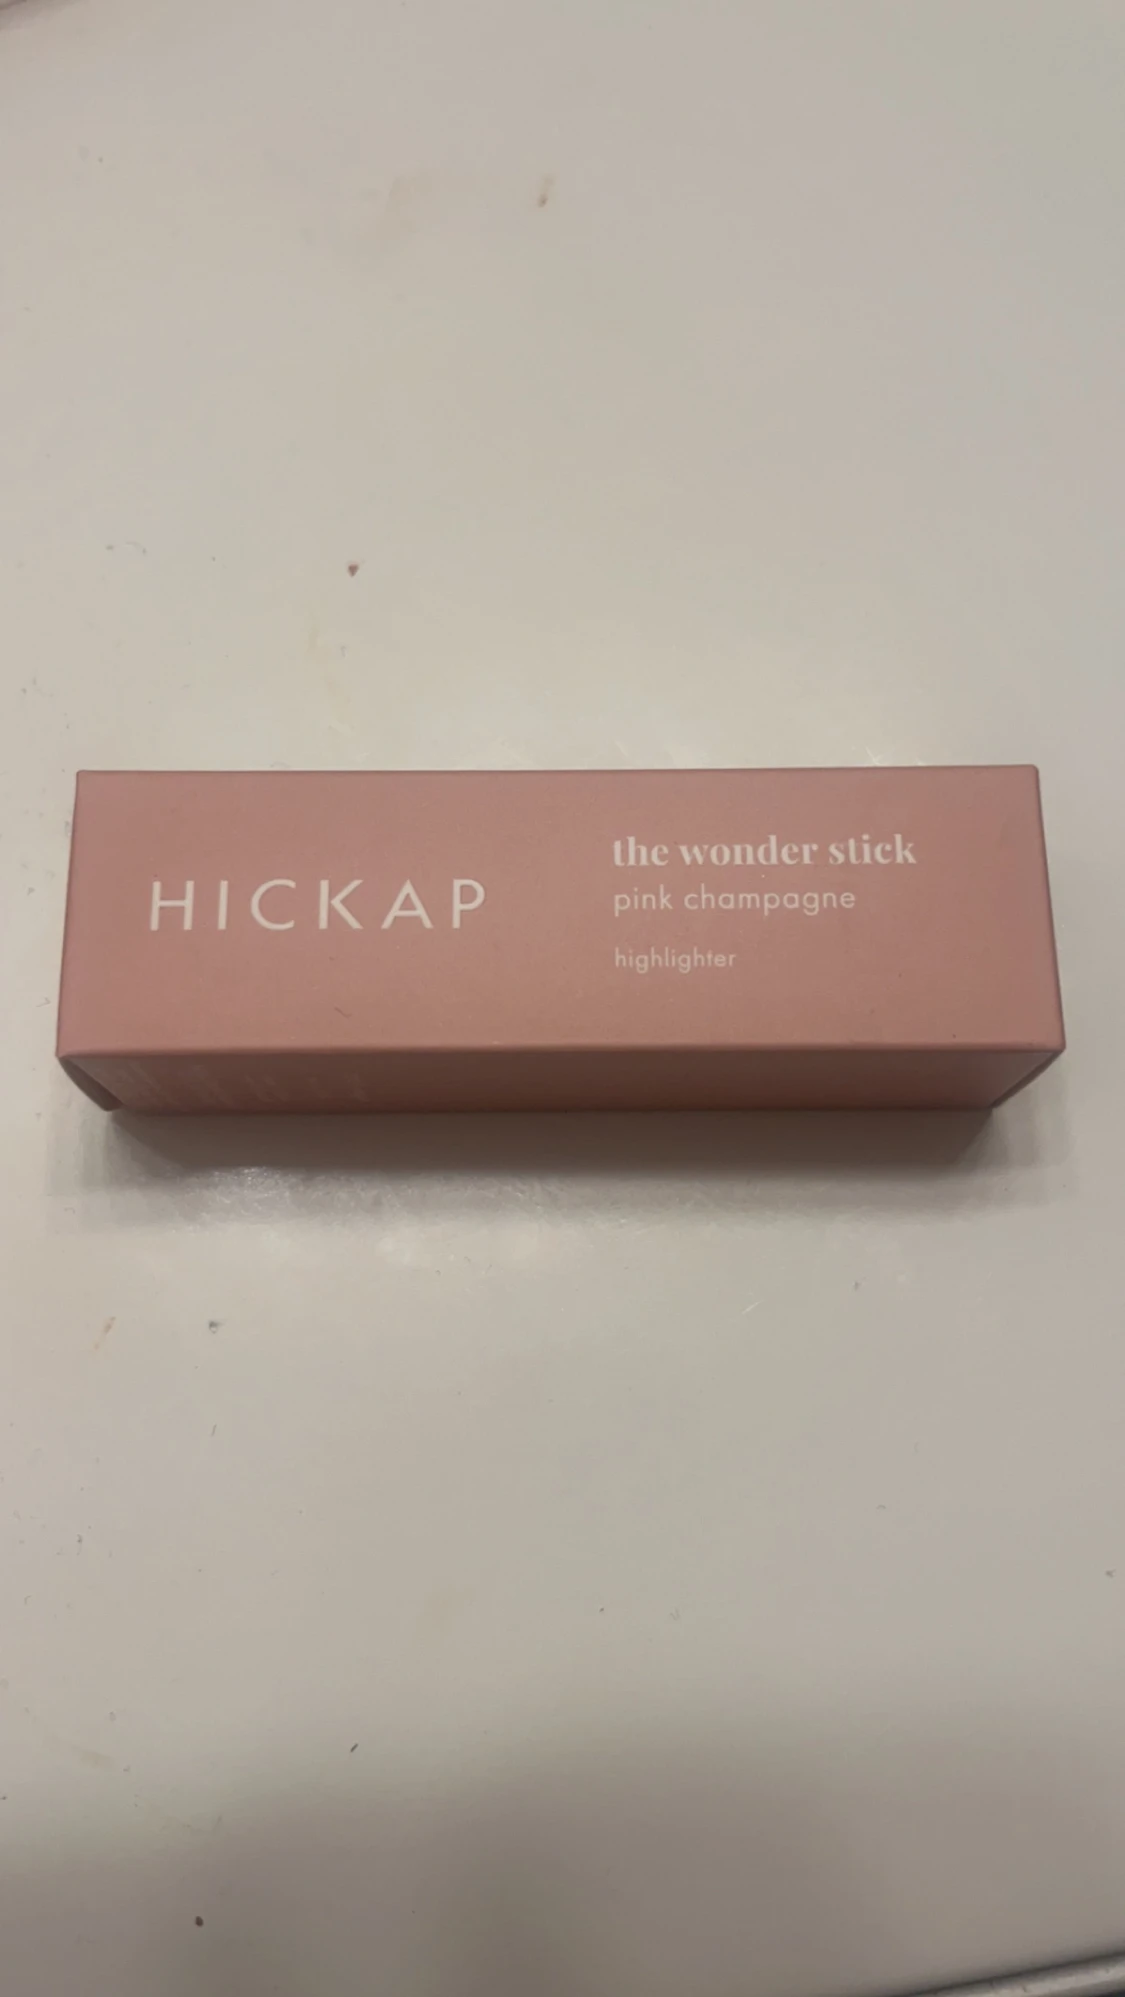 HICKAP
the wonder stick
pink champagne
highlighter